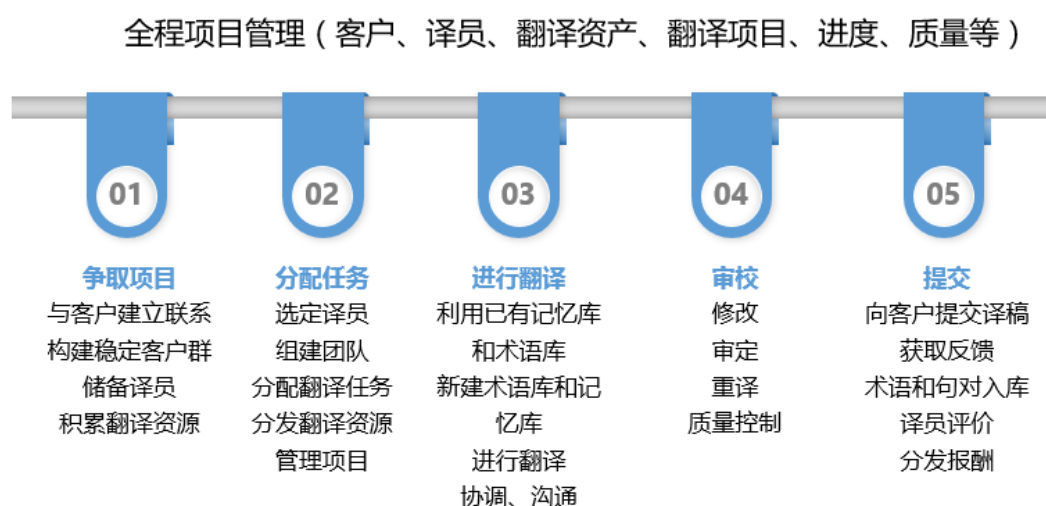 全程项目管理（客户、译员、翻译资产、翻译项目、进度、质量等）
01
争取项目
与客户建立联系
构建稳定客户群
储备译员
积累翻译资源
02
分配任务
选定译员
组建团队
分配翻译任务
分发翻译资源
管理项目
03
进行翻译
利用已有记忆库
和术语库
新建术语库和记
忆库
进行翻译
协调、沟通
04
审校
修改
审定
重译
质量控制
05
提交
向客户提交译稿
获取反馈
术语和句对入库
译员评价
分发报酬